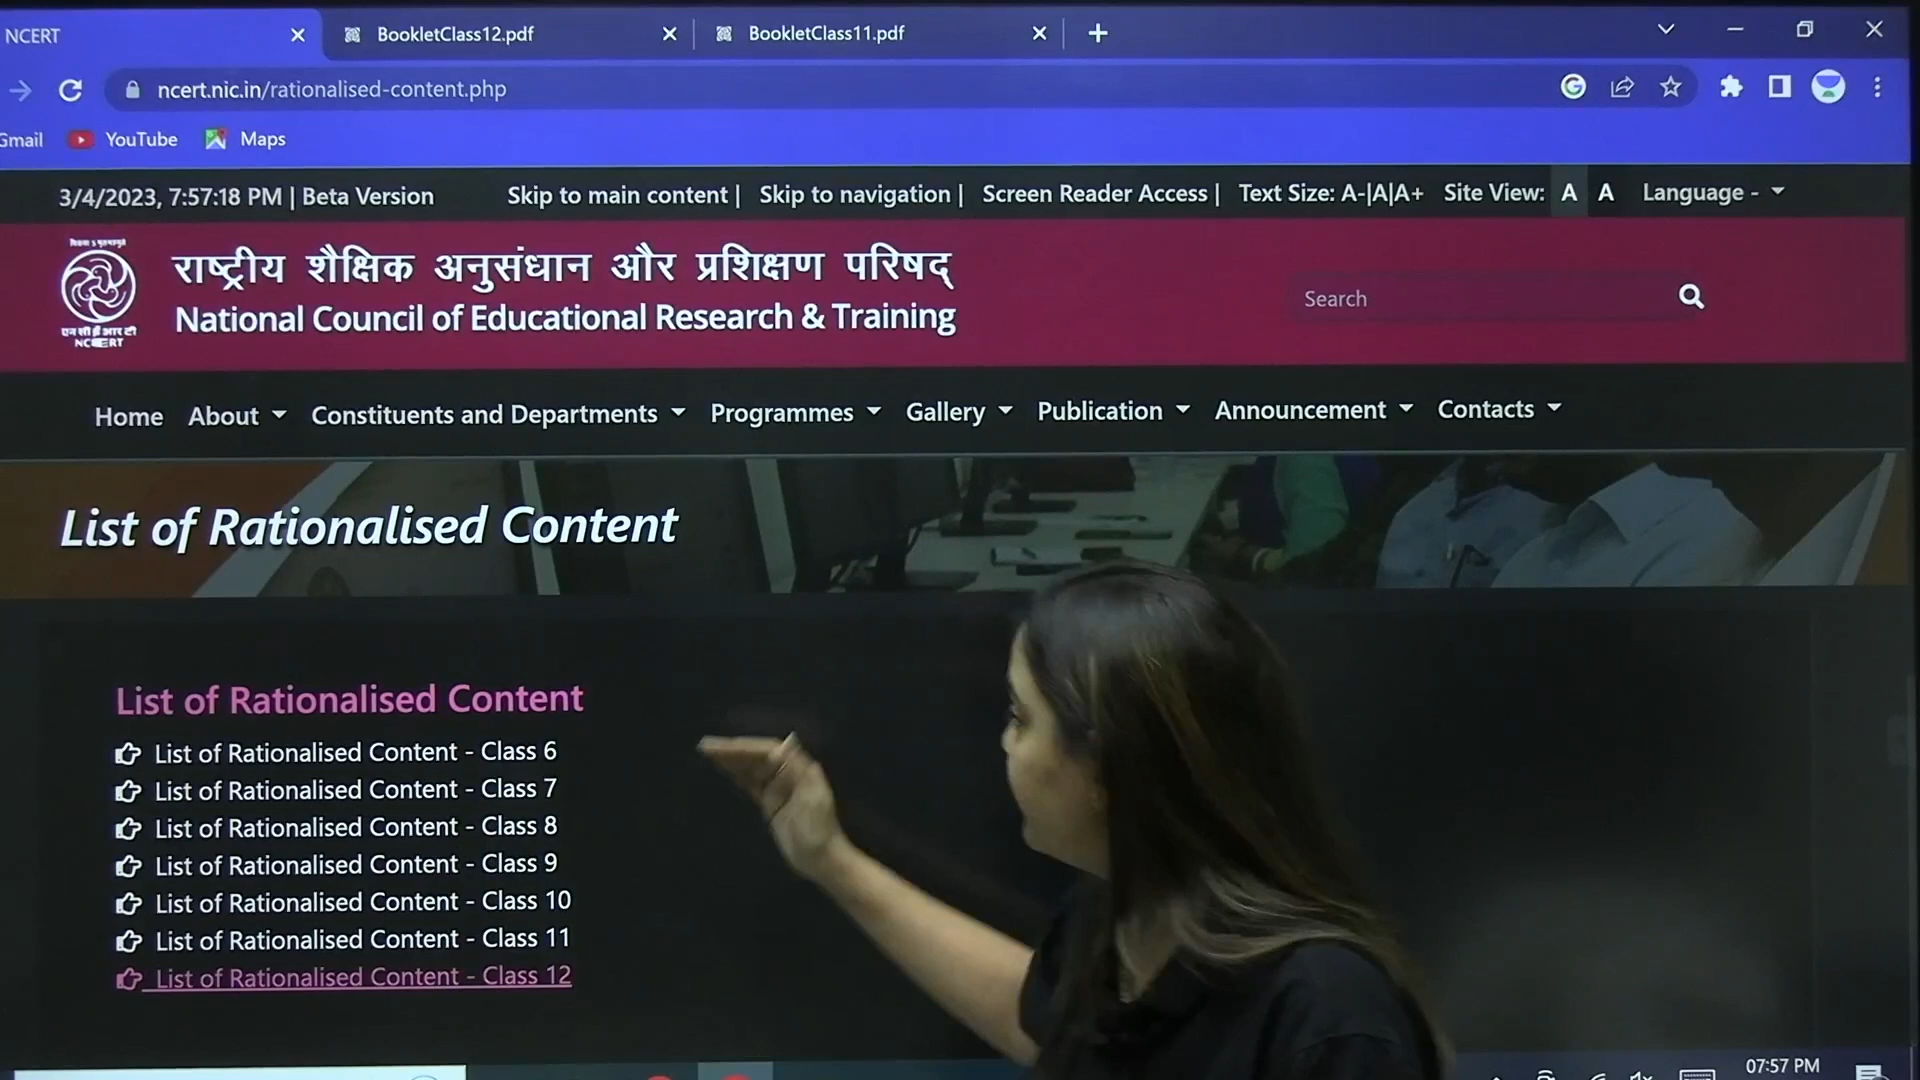 NCERT
BookletClass12.pdf
BookletClass11.pdf
ncert.nic.in/rationalised-content.php
Gmail
YouTube
Maps
3/4/2023, 7:57:18 PM | Beta Version
Skip to main content |
Skip to navigation |
Screen Reader Access |
Text Size: A-|A|A+
Site View: A A
Language -
राष्ट्रीय शैक्षिक अनुसंधान और प्रशिक्षण परिषद्
National Council of Educational Research & Training
एन सी ई आर टी
NCERT
Search
Home About Constituents and Departments Programmes Gallery Publication Announcement Contacts
List of Rationalised Content
List of Rationalised Content
List of Rationalised Content - Class 6
List of Rationalised Content - Class 7
List of Rationalised Content - Class 8
List of Rationalised Content - Class 9
List of Rationalised Content - Class 10
List of Rationalised Content - Class 11
List of Rationalised Content - Class 12
07:57 PM